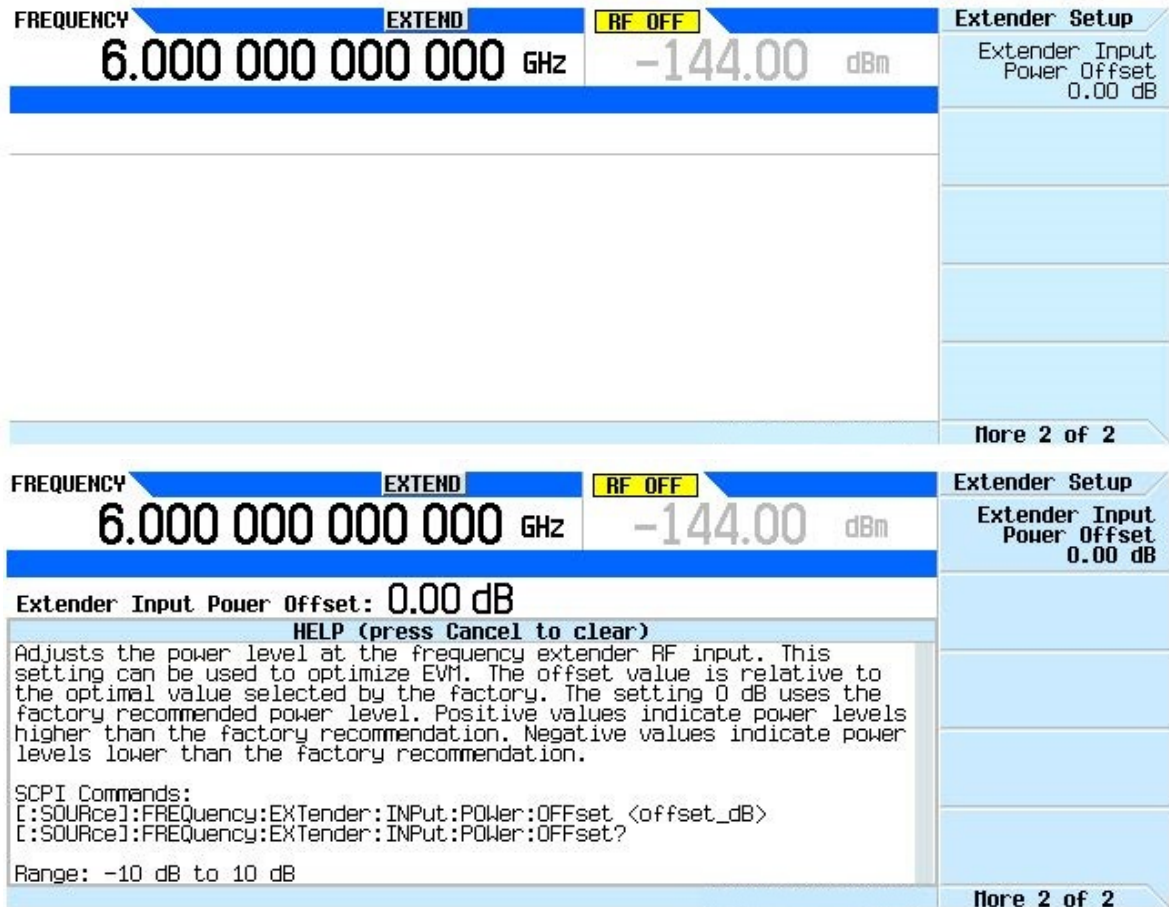 FREQUENCY EXTEND RF OFF Extender Setup
6.000 000 000 000 GHz -144.00 dBm
Extender Input
Power Offset
0.00 dB
More 2 of 2
FREQUENCY EXTEND RF OFF Extender Setup
6.000 000 000 000 GHz -144.00 dBm
Extender Input
Power Offset
0.00 dB
Extender Input Power Offset: 0.00 dB
HELP (press Cancel to clear)
Adjusts the power level at the frequency extender RF input. This
setting can be used to optimize EVM. The offset value is relative to
the optimal value selected by the factory. The setting 0 dB uses the
factory recommended power level. Positive values indicate power levels
higher than the factory recommendation. Negative values indicate power
levels lower than the factory recommendation.
SCPI Commands:
[:SOURce]:FREQuency:EXTender:INPut:POWer:OFFset <offset_dB>
[:SOURce]:FREQuency:EXTender:INPut:POWer:OFFset?
Range: -10 dB to 10 dB
More 2 of 2